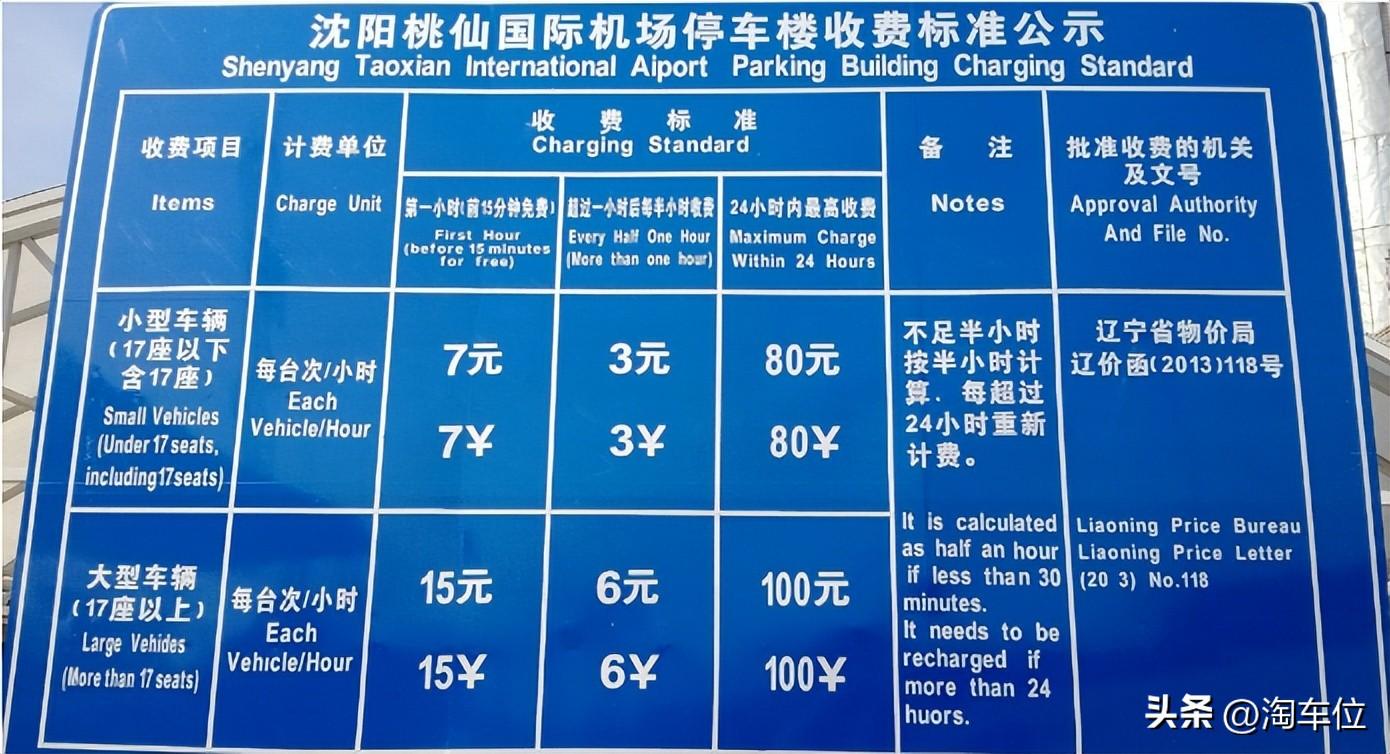 沈阳桃仙国际机场停车楼收费标准公示
Shenyang Taoxian International Aiport Parking Building Charging Standard
收费项目
Items
计费单位
Charge Unit
收费标准
Charging Standard
第一小时(前15分钟免费)
First Hour
(before 15 minutes
for free)
超过一小时后每半小时收费
Every Half One Hour
(More than one hour)
24小时内最高收费
Maximum Charge
Within 24 Hours
备注
Notes
批准收费的机关
及文号
Approval Authority
And File No.
小型车辆
(17座以下
含17座)
Small Vehicles
(Under 17 seats,
including17seats)
每台次/小时
Each
Vehicle/Hour
7元
7¥
3元
3¥
80元
80¥
不足半小时
按半小时计
算．每超过
24小时重新
计费。
It is calculated
as half an hour
if less than 30
minutes.
It needs to be
recharged if
more than 24
huors.
辽宁省物价局
辽价函(2013)118号
Liaoning Price Bureau
Liaoning Price Letter
(20 3) No.118
大型车辆
(17座以上)
Large Vehides
(More than 17 seats)
每台次/小时
Each
Vehicle/Hour
15元
15¥
6元
6¥
100元
100¥
头条 @淘车位